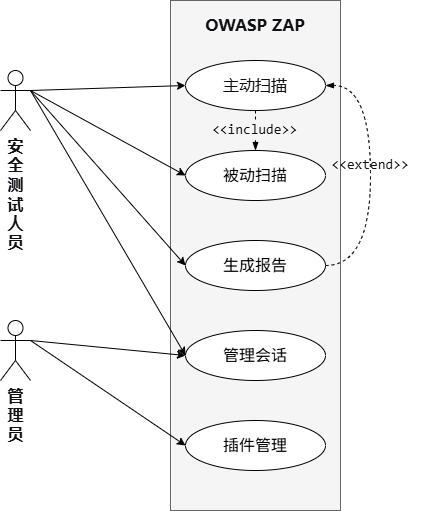 OWASP ZAP
主动扫描
<<include>>
安全测试人员
被动扫描
<<extend>>
生成报告
管理会话
管理员
插件管理